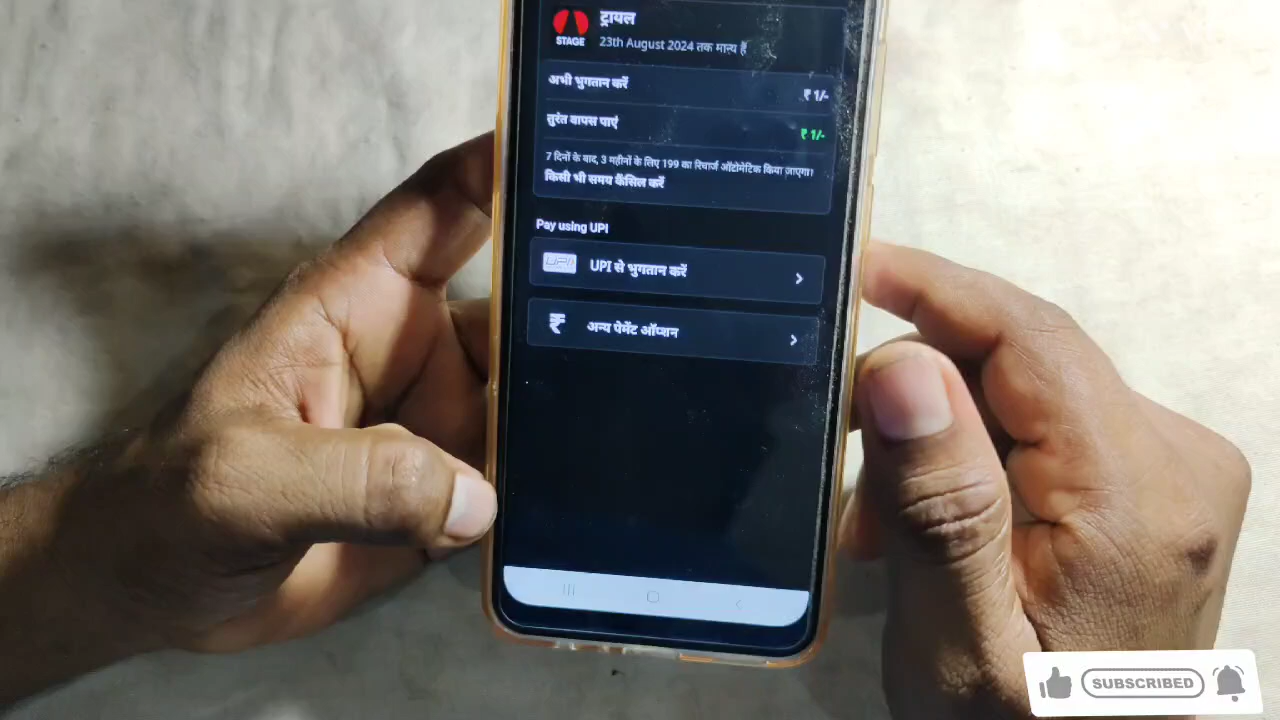 ट्रायल
STAGE
23th August 2024 तक मान्य है
अभी भुगतान करें
₹ 1/-
तुरंत वापस पाएं
₹ 1/-
7 दिनों के बाद, 3 महीनों के लिए 199 का रिचार्ज ऑटोमेटिक किया जाएगा।
किसी भी समय कैंसिल करें
Pay using UPI
UPI
UPI से भुगतान करें
₹
अन्य पेमेंट ऑप्शन
SUBSCRIBED